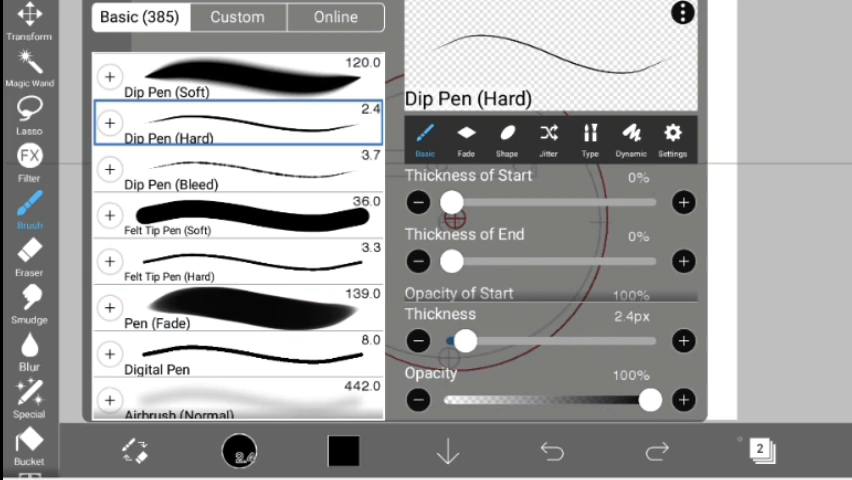 Transform
Magic Wand
Lasso
FX
Filter
Brush
Eraser
Smudge
Blur
Special
Bucket
Basic (385)
Custom
Online
120.0
Dip Pen (Soft)
2.4
Dip Pen (Hard)
3.7
Dip Pen (Bleed)
36.0
Felt Tip Pen (Soft)
3.3
Felt Tip Pen (Hard)
139.0
Pen (Fade)
8.0
Digital Pen
442.0
Airbrush (Normal)
Dip Pen (Hard)
Basic
Fade
Shape
Jitter
Type
Dynamic
Settings
Thickness of Start 0%
Thickness of End 0%
Opacity of Start 100%
Thickness 2.4px
Opacity 100%
2.4
2